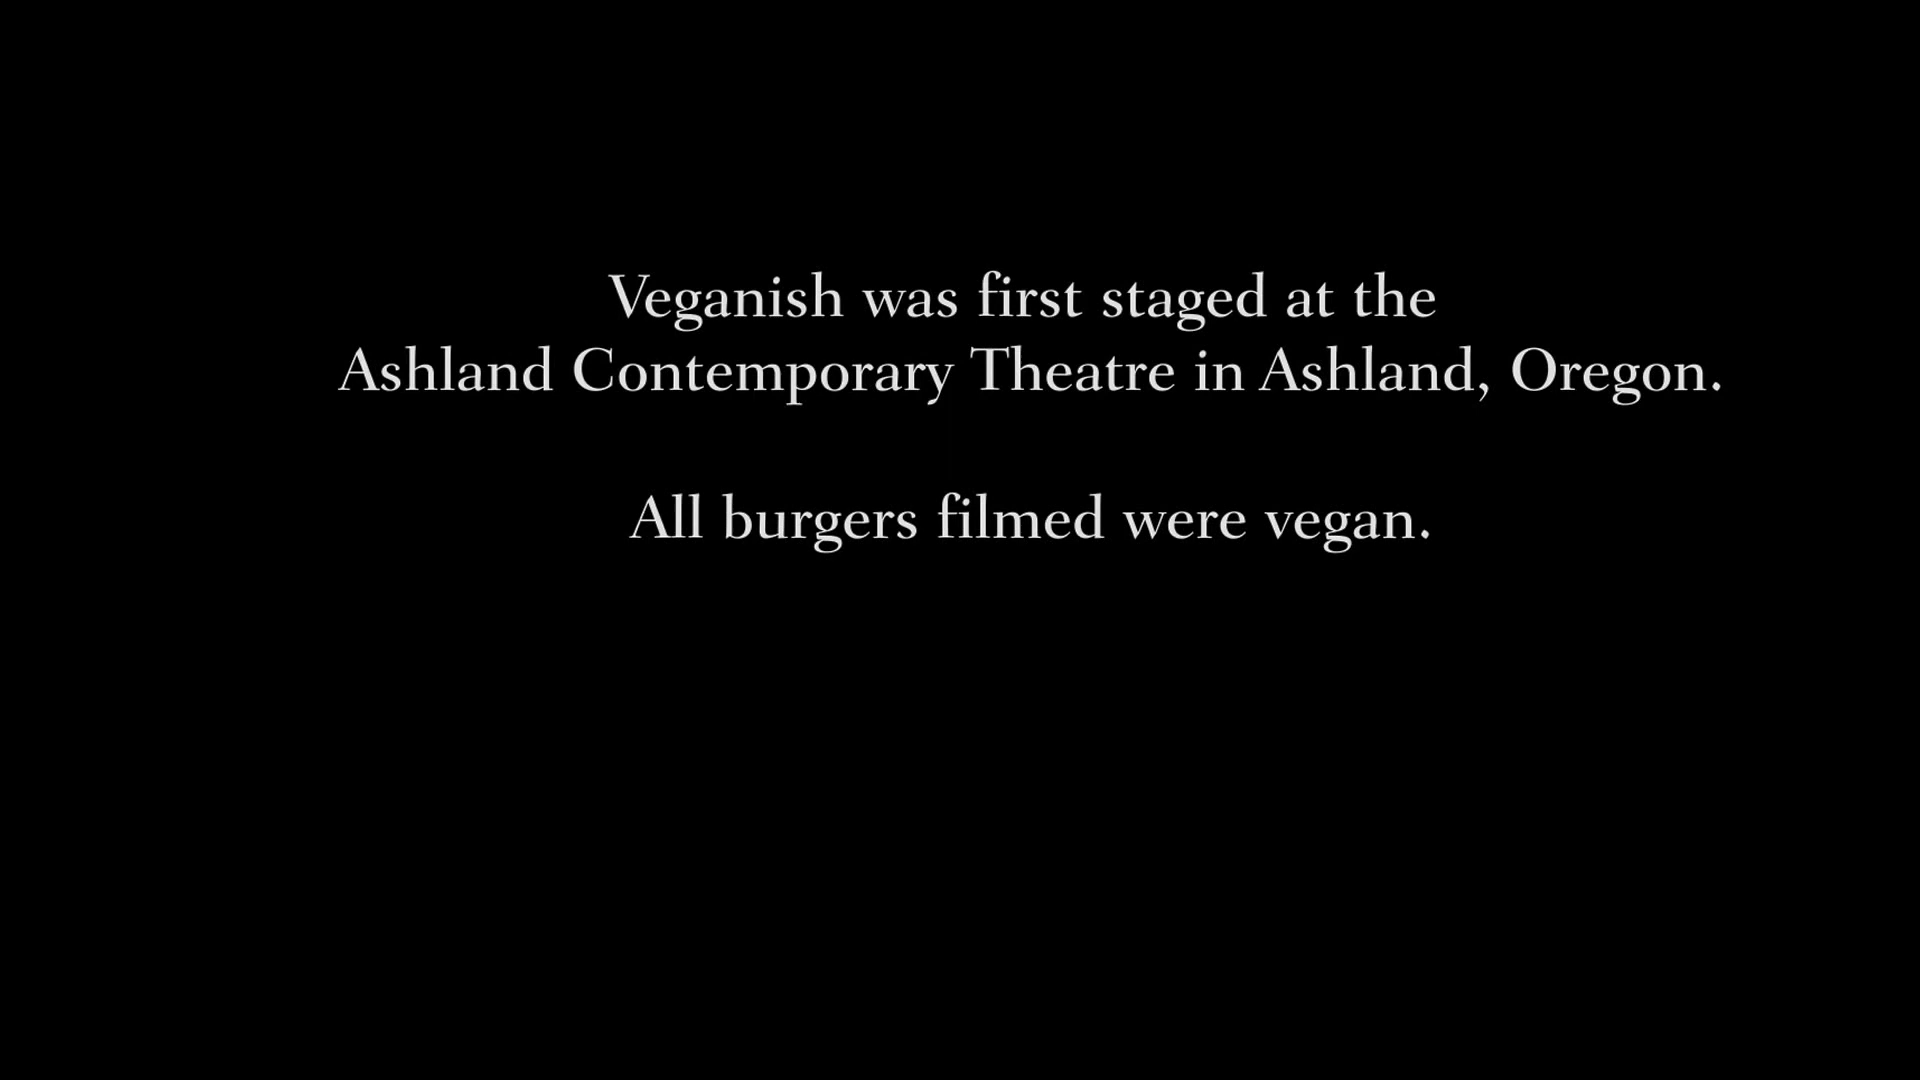 Veganish was first staged at the
Ashland Contemporary Theatre in Ashland, Oregon.
All burgers filmed were vegan.